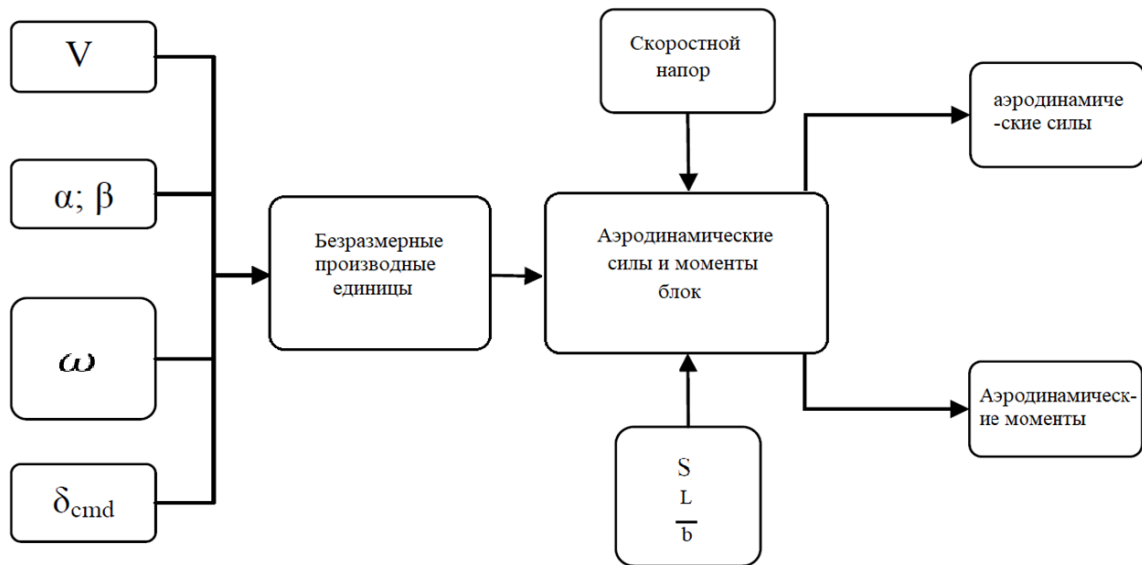 V
α; β
ω
δcmd
Безразмерные
производные
единицы
Скоростной
напор
Аэродинамические
силы и моменты
блок
S
L
b
аэродинамиче
-ские силы
Аэродинамическ-
ие моменты